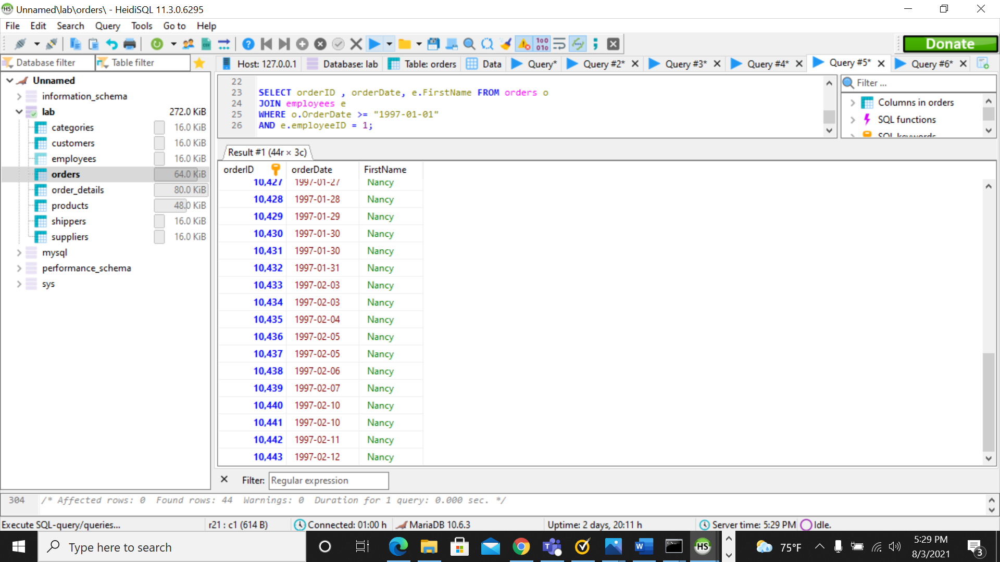 Unnamed\lab\orders\ - HeidiSQL 11.3.0.6295
File Edit Search Query Tools Go to Help
Donate
Database filter Table filter
Host: 127.0.0.1 Database: lab Table: orders Data Query* Query #2* Query #3* Query #4* Query #5* Query #6*
Unnamed
information_schema
lab 272.0 KiB
categories 16.0 KiB
customers 16.0 KiB
employees 16.0 KiB
orders 64.0 KiB
order_details 80.0 KiB
products 48.0 KiB
shippers 16.0 KiB
suppliers 16.0 KiB
mysql
performance_schema
sys
22
23 SELECT orderID , orderDate, e.FirstName FROM orders o
24 JOIN employees e
25 WHERE o.OrderDate >= "1997-01-01"
26 AND e.employeeID = 1;
Filter ...
Columns in orders
SQL functions
SQL keywords
Result #1 (44r × 3c)
orderID orderDate FirstName
10,427 1997-01-27 Nancy
10,428 1997-01-28 Nancy
10,429 1997-01-29 Nancy
10,430 1997-01-30 Nancy
10,431 1997-01-30 Nancy
10,432 1997-01-31 Nancy
10,433 1997-02-03 Nancy
10,434 1997-02-03 Nancy
10,435 1997-02-04 Nancy
10,436 1997-02-05 Nancy
10,437 1997-02-05 Nancy
10,438 1997-02-06 Nancy
10,439 1997-02-07 Nancy
10,440 1997-02-10 Nancy
10,441 1997-02-10 Nancy
10,442 1997-02-11 Nancy
10,443 1997-02-12 Nancy
Filter: Regular expression
304 /* Affected rows: 0 Found rows: 44 Warnings: 0 Duration for 1 query: 0.000 sec. */
Execute SQL-query/queries... r21 : c1 (614 B) Connected: 01:00 h MariaDB 10.6.3 Uptime: 2 days, 20:11 h Server time: 5:29 PM Idle.
Type here to search
75°F
5:29 PM
8/3/2021
3